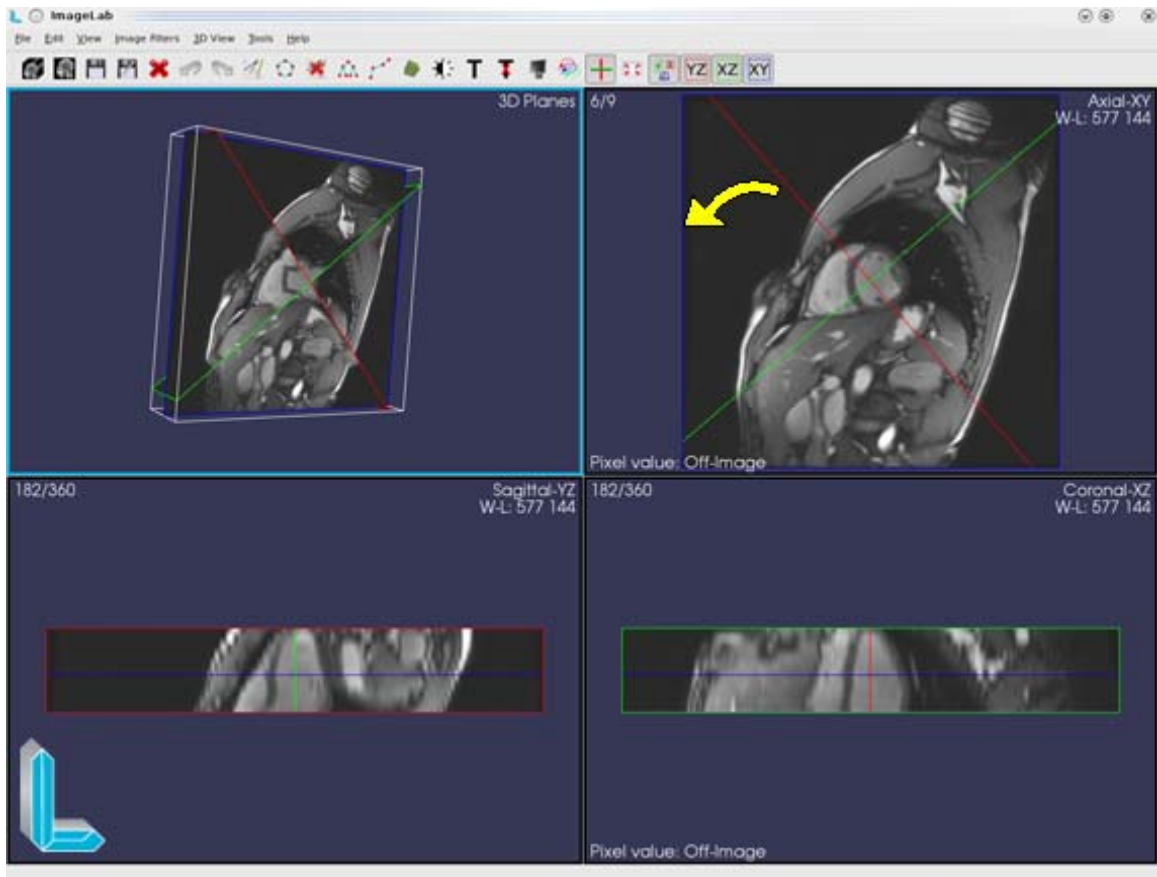 ImageLab
File Edit View Image Filters 3D View Tools Help
T T YZ XZ XY
3D Planes
6/9
Axial-XY
W-L: 577 144
Pixel value: Off-Image
182/360
Sagittal-YZ
W-L: 577 144
182/360
Coronal-XZ
W-L: 577 144
Pixel value: Off-Image